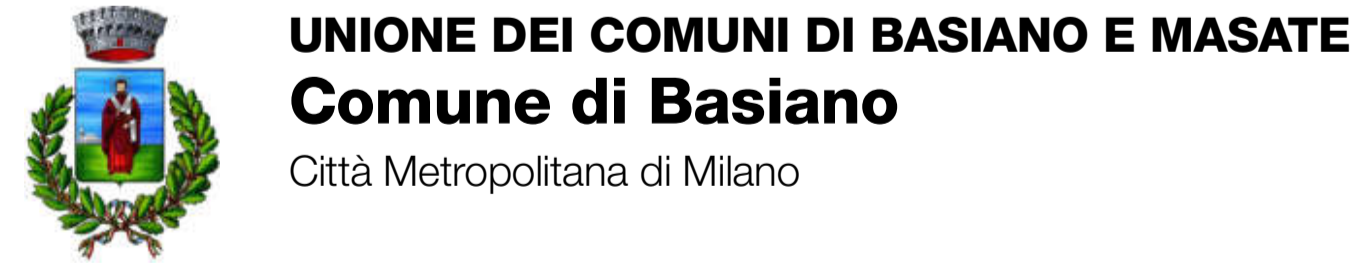 UNIONE DEI COMUNI DI BASIANO E MASATE
Comune di Basiano
Città Metropolitana di Milano